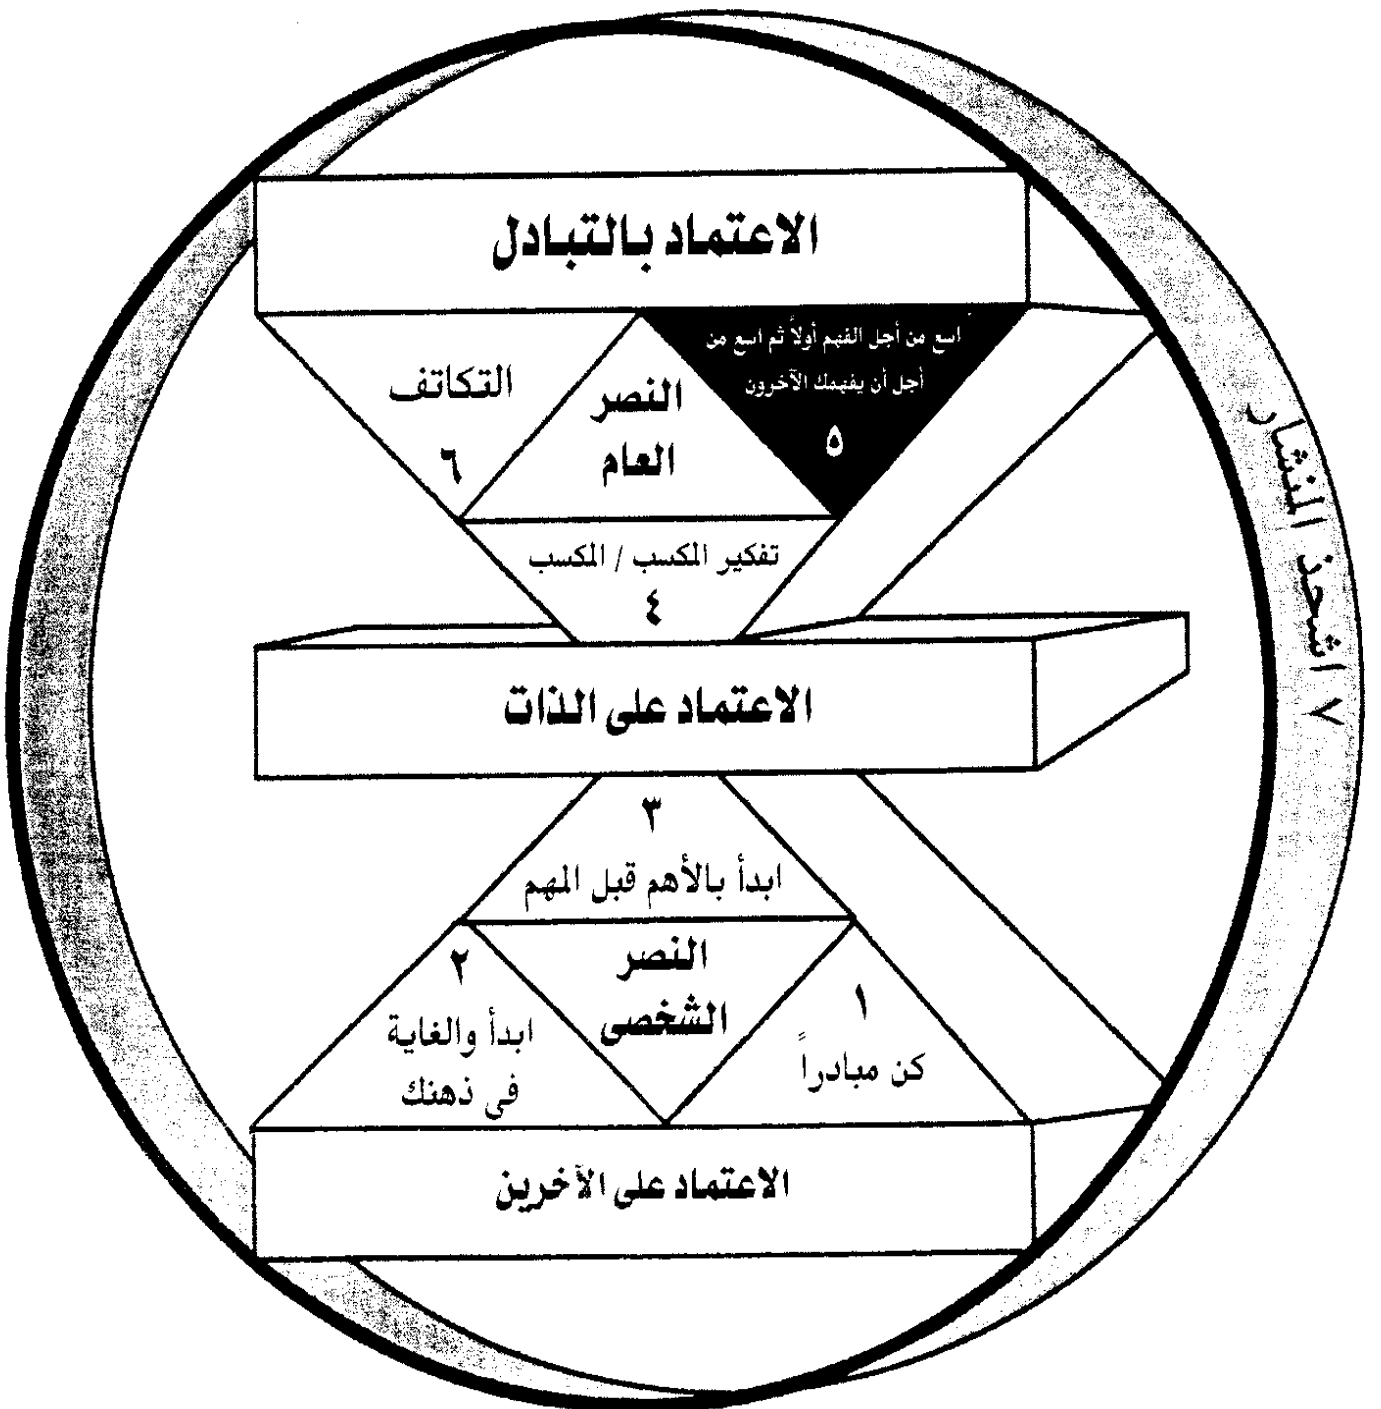 الاعتماد بالتبادل
اسع من أجل الفهم أولاً ثم اسع من
أجل أن يفهمك الآخرون
٥
النصر
العام
التكاتف
٦
تفكير المكسب / المكسب
٤
الاعتماد على الذات
٣
ابدأ بالأهم قبل المهم
النصر
الشخصى
١
كن مبادراً
٢
ابدأ والغاية
فى ذهنك
الاعتماد على الآخرين
٧ اشحذ المنشار